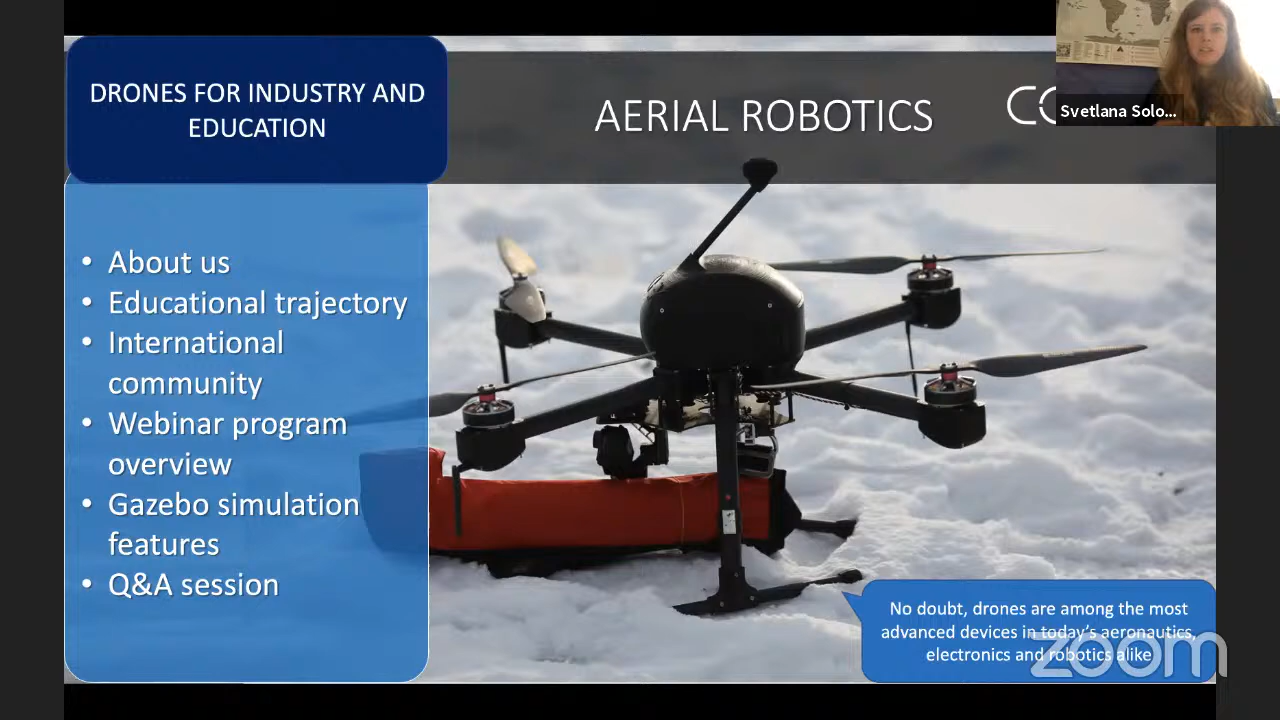 DRONES FOR INDUSTRY AND
EDUCATION
AERIAL ROBOTICS
Svetlana Solo...
• About us
• Educational trajectory
• International
community
• Webinar program
overview
• Gazebo simulation
features
• Q&A session
No doubt, drones are among the most
advanced devices in today's aeronautics,
electronics and robotics alike
zoom